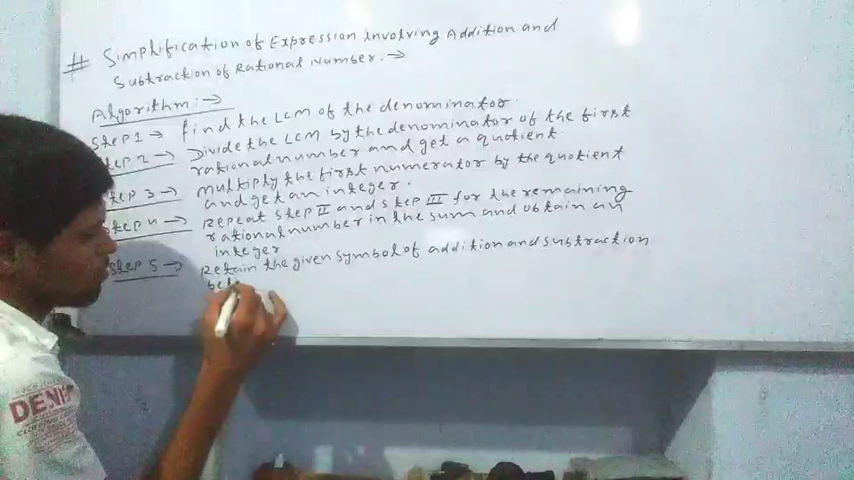 # Simplification of Expression involving Addition and
Subtraction of Rational Number. →
Algorithm: →
Step 1 → find the LCM of the denominator.
Step 2 → Divide the LCM by the denominator of the first
rational number and get a quotient.
Step 3 → multiply the first numerator by the quotient
and get an integer.
Step 4 → repeat step II and step III for the remaining
rational number in the sum and obtain an
integer
Step 5 → Retain the given symbol of addition and substraction
be
DENIM